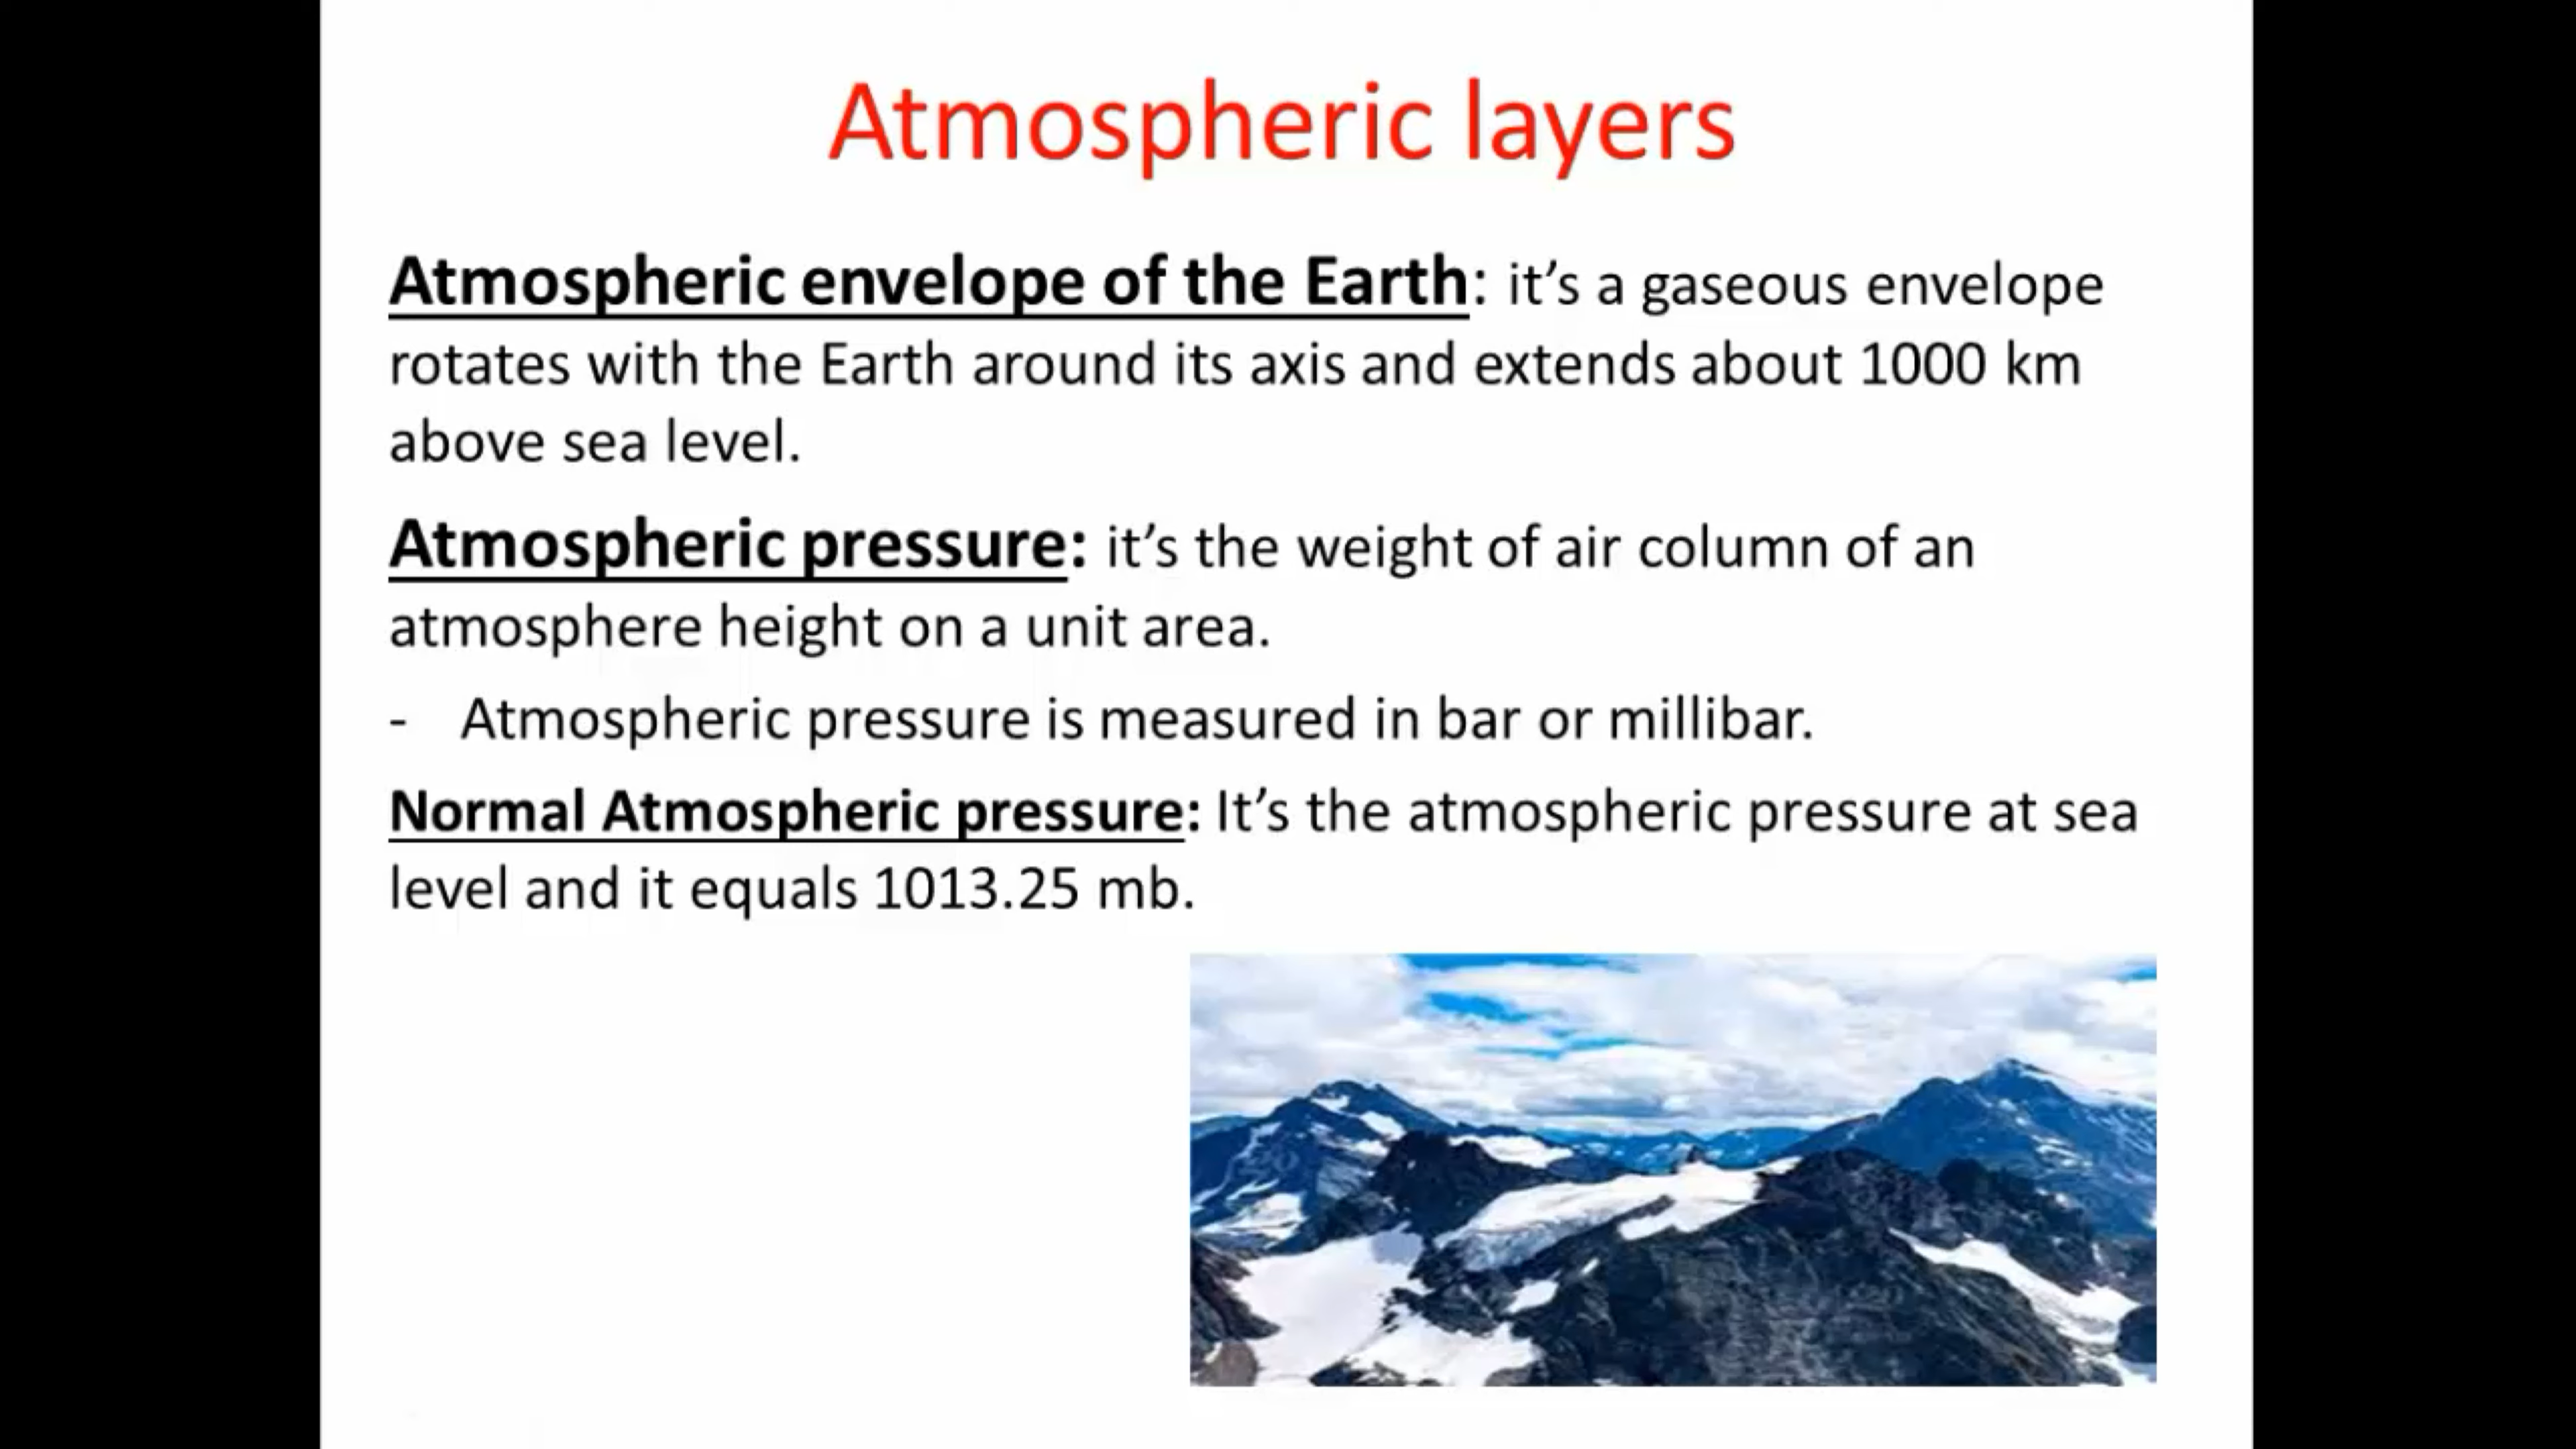 Atmospheric layers
Atmospheric envelope of the Earth: it’s a gaseous envelope
rotates with the Earth around its axis and extends about 1000 km
above sea level.
Atmospheric pressure: it’s the weight of air column of an
atmosphere height on a unit area.
- Atmospheric pressure is measured in bar or millibar.
Normal Atmospheric pressure: It’s the atmospheric pressure at sea
level and it equals 1013.25 mb.